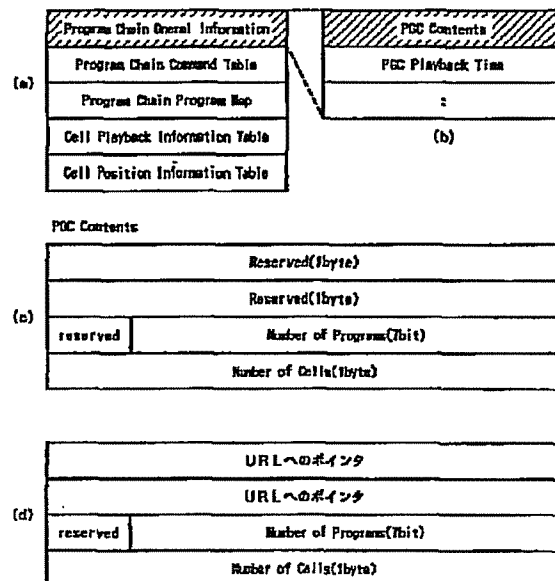 Program Chain General Information
Program Chain Command Table
Program Chain Program Map
Cell Playback Information Table
Cell Position Information Table
(a)
PGC Contents
PGC Playback Time
:
(b)
PGC Contents
(c)
Reserved(1byte)
Reserved(1byte)
reserved Number of Programs(7bit)
Number of Cells(1byte)
(d)
URLへのポインタ
URLへのポインタ
reserved Number of Programs(7bit)
Number of Cells(1byte)